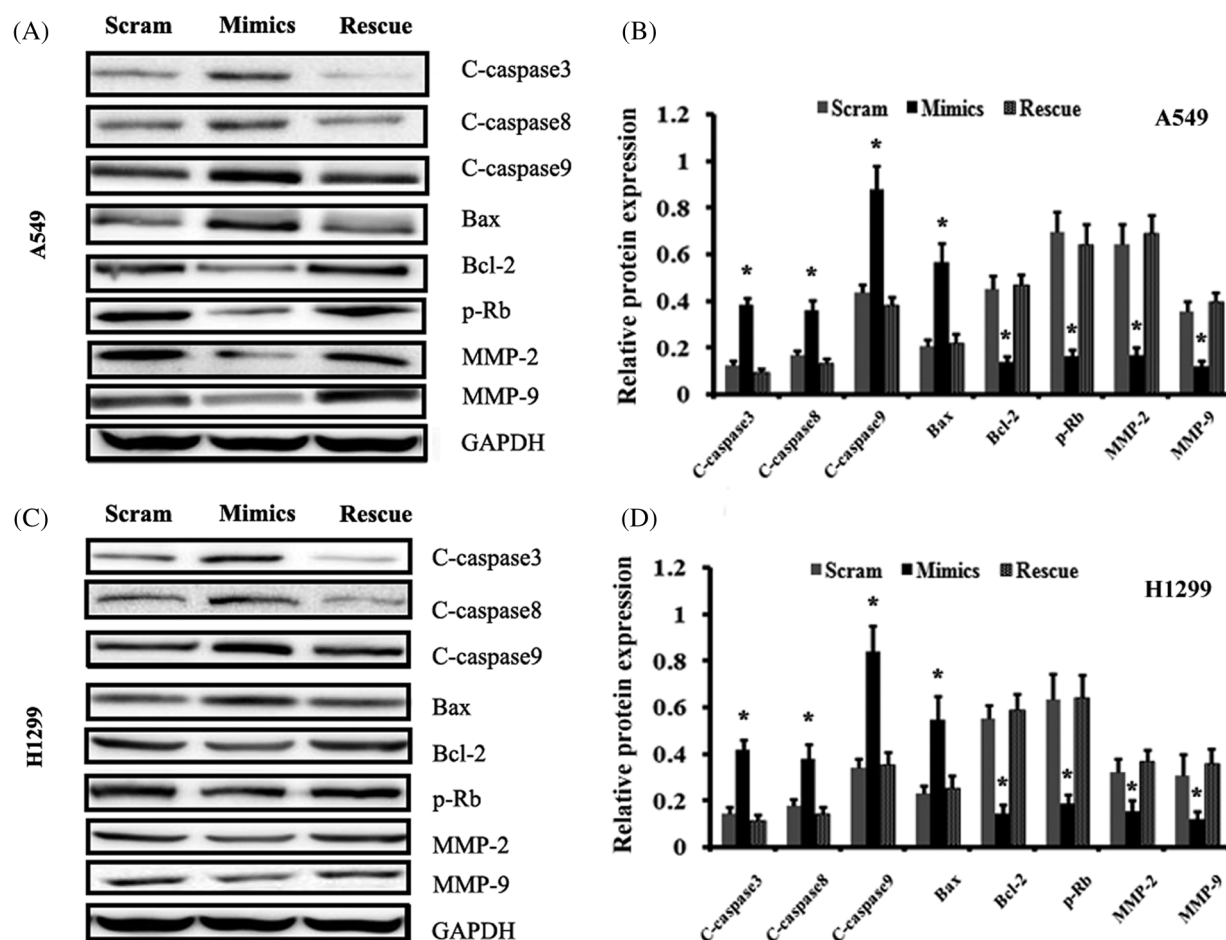 (A)
Scram Mimics Rescue
C-caspase3
C-caspase8
C-caspase9
Bax
Bcl-2
p-Rb
MMP-2
MMP-9
GAPDH
A549
(B)
Scram Mimics Rescue
A549
Relative protein expression
1.2
1
0.8
0.6
0.4
0.2
0
* * * * * * * *
C-caspase3 C-caspase8 C-caspase9 Bax Bcl-2 p-Rb MMP-2 MMP-9
(C)
Scram Mimics Rescue
C-caspase3
C-caspase8
C-caspase9
Bax
Bcl-2
p-Rb
MMP-2
MMP-9
GAPDH
H1299
(D)
Scram Mimics Rescue
H1299
Relative protein expression
1.2
1
0.8
0.6
0.4
0.2
0
* * * * * * * *
C-caspase3 C-caspase8 C-caspase9 Bax Bcl-2 p-Rb MMP-2 MMP-9